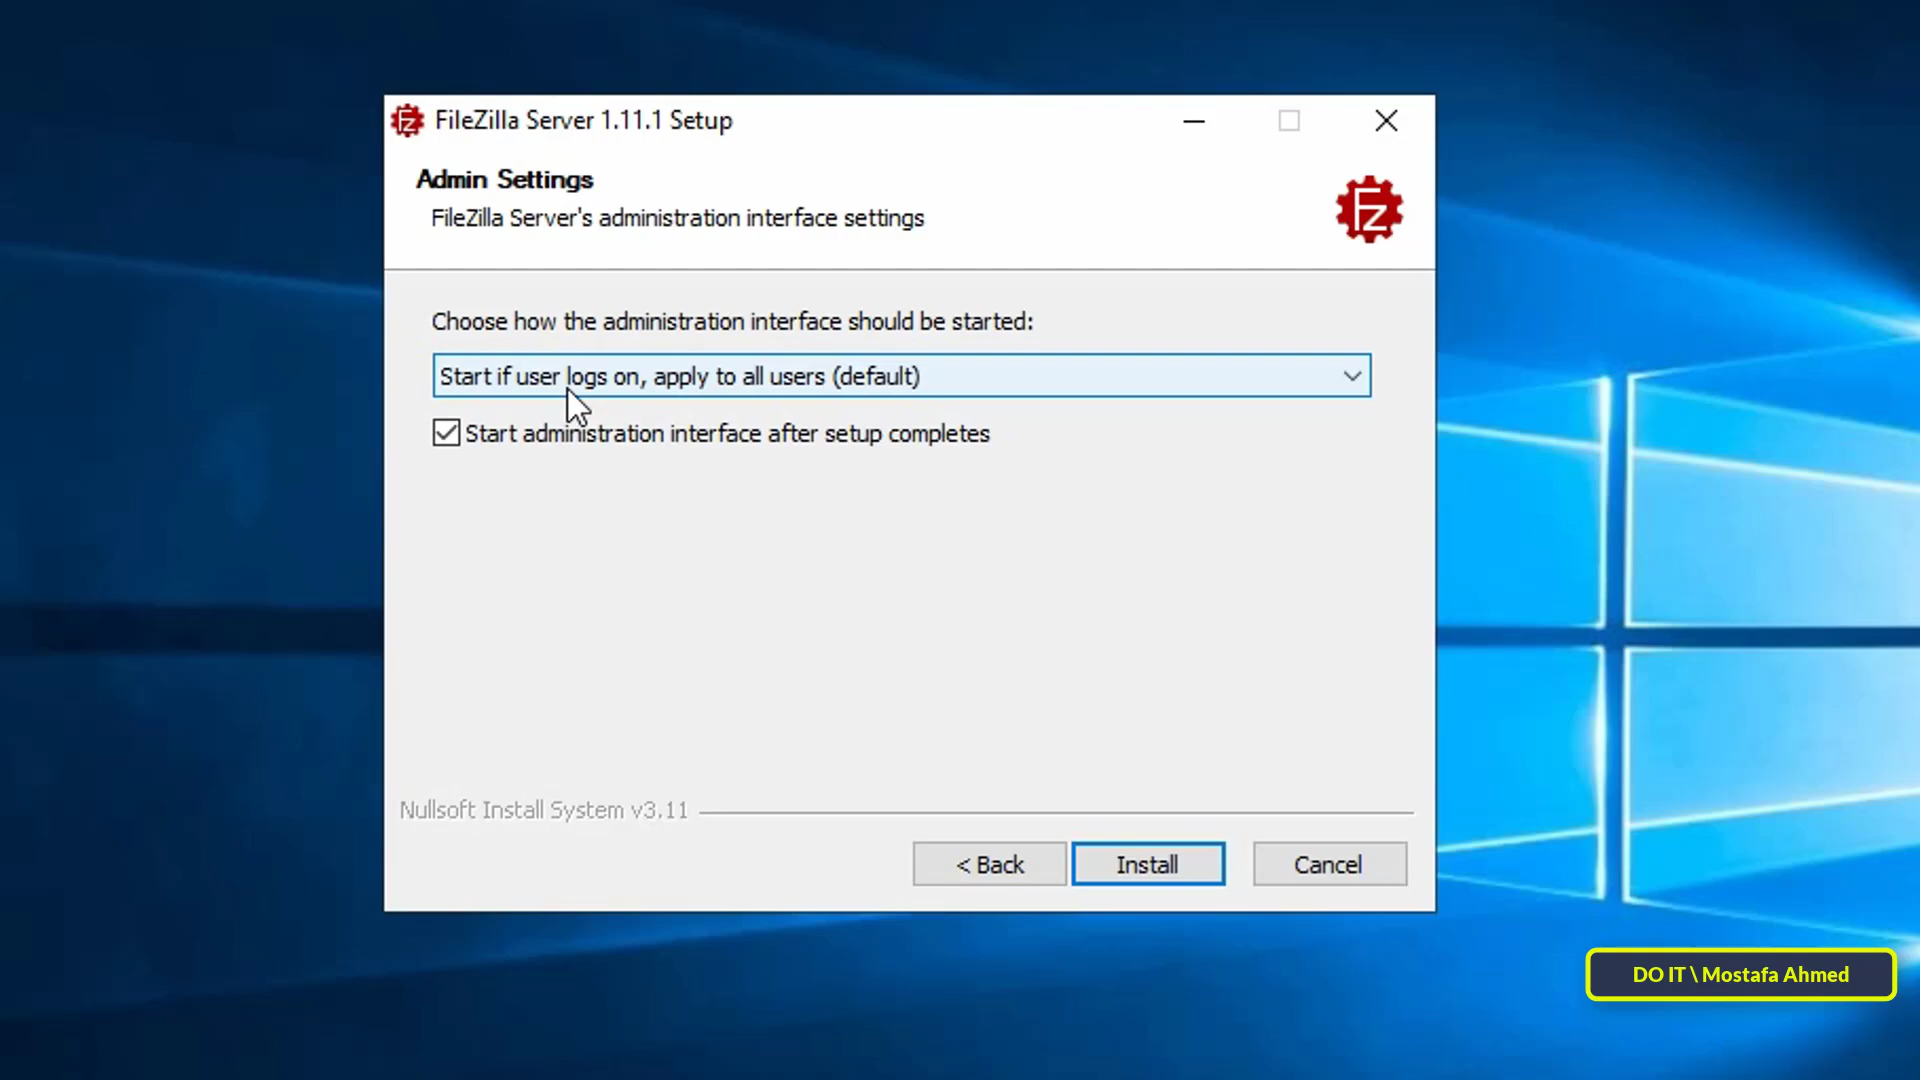 FileZilla Server 1.11.1 Setup
Admin Settings
FileZilla Server's administration interface settings
Choose how the administration interface should be started:
Start if user logs on, apply to all users (default)
Start administration interface after setup completes
Nullsoft Install System v3.11
< Back
Install
Cancel
DO IT \ Mostafa Ahmed